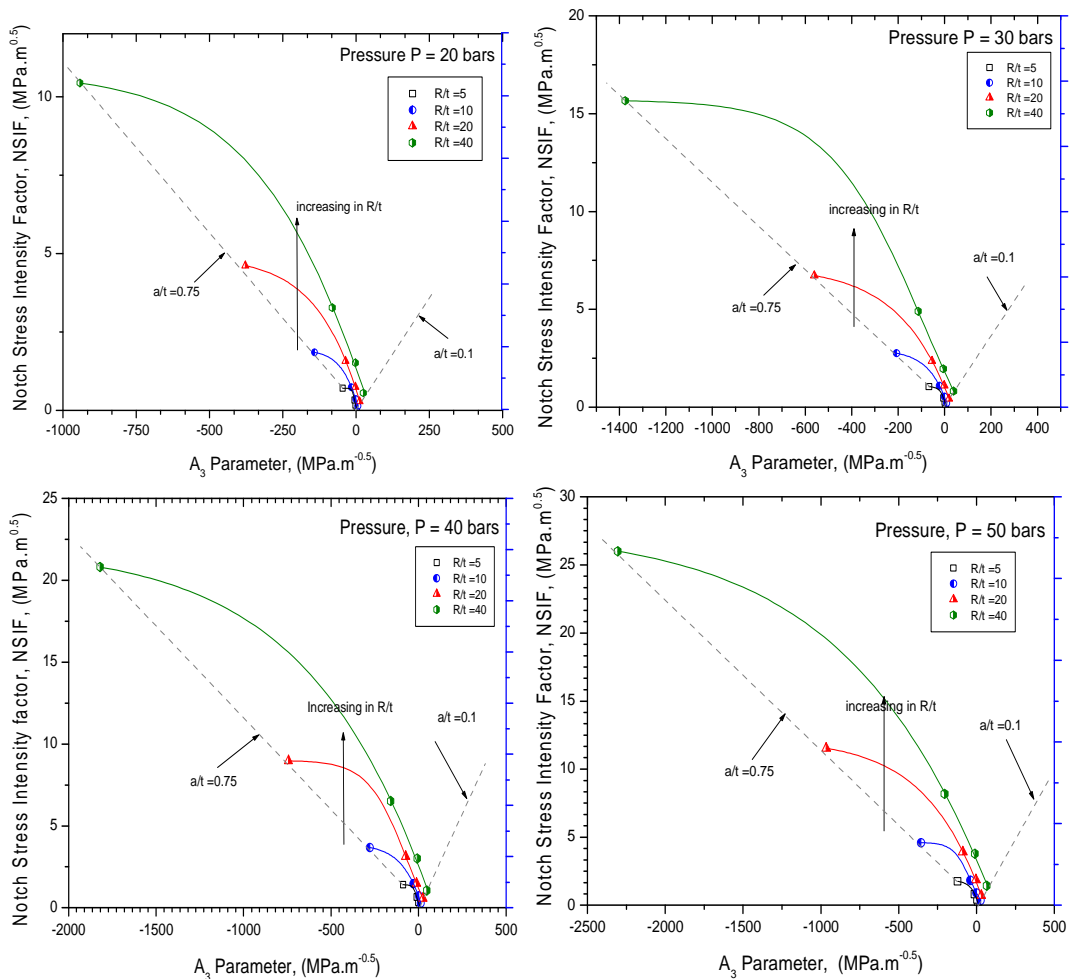 Pressure P = 20 bars
R/t =5
R/t =10
R/t =20
R/t =40
increasing in R/t
a/t =0.75
a/t=0.1
10
5
0
-1000
-750
-500
-250
0
250
500
Notch Stress Intensity Factor, NSIF, (MPa.m^0.5)
A3 Parameter, (MPa.m^-0.5)
Pressure P = 30 bars
R/t =5
R/t =10
R/t =20
R/t =40
increasing in R/t
a/t =0.75
a/t=0.1
20
15
10
5
0
-1400
-1200
-1000
-800
-600
-400
-200
0
200
400
Notch Stress Intensity Factor, NSIF, (MPa.m^0.5)
A3 Parameter, (MPa.m^-0.5)
Pressure, P = 40 bars
R/t =5
R/t =10
R/t =20
R/t =40
Increasing in R/t
a/t =0.75
a/t=0.1
25
20
15
10
5
0
-2000
-1500
-1000
-500
0
500
Notch Stress Intensity factor, NSIF, (MPa.m^0.5)
A3 Parameter, (MPa.m^-0.5)
Pressure, P = 50 bars
R/t =5
R/t =10
R/t =20
R/t =40
increasing in R/t
a/t=0.75
a/t =0.1
30
25
20
15
10
5
0
-2500
-2000
-1500
-1000
-500
0
500
Notch Stress Intensity Factor, NSIF, (MPa.m^0.5)
A3 Parameter, (MPa.m^-0.5)